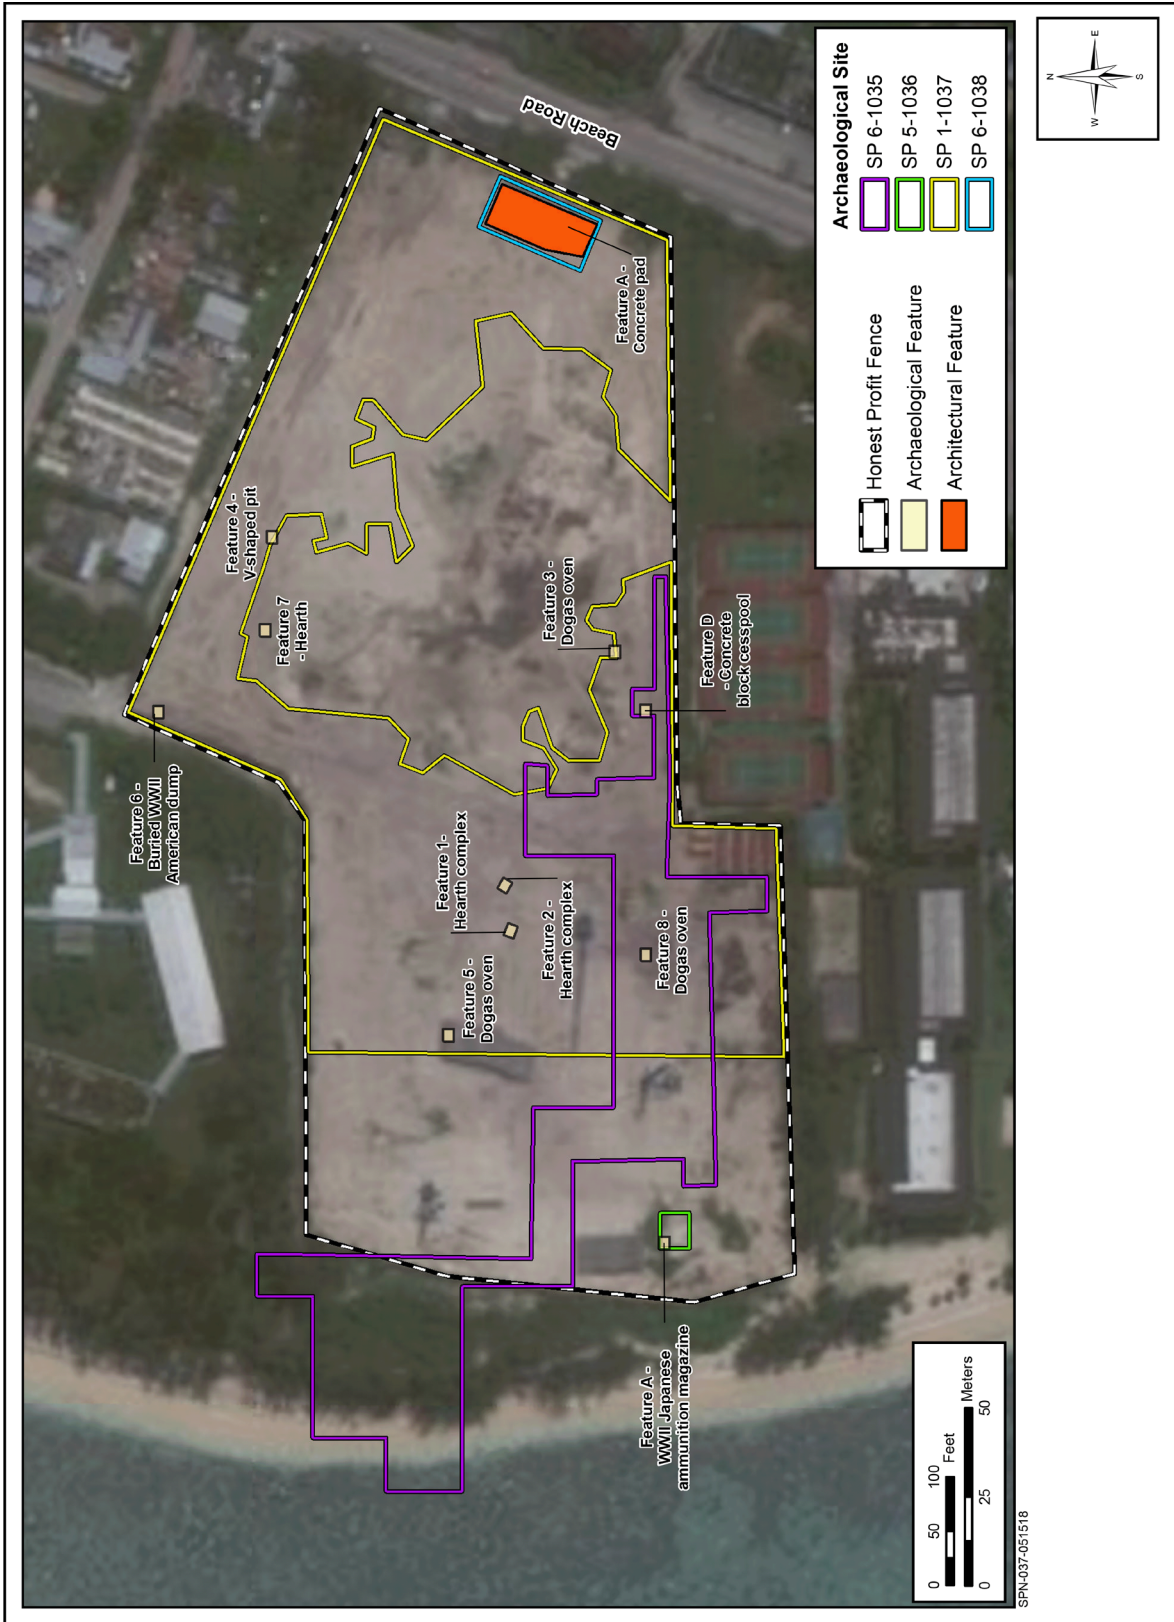 Feature 6 -
Buried WWII
American dump
Feature 7
- Hearth
Feature 4 -
V-shaped pit
Feature 1-
Hearth complex
Feature 5 -
Dogas oven
Feature 2 -
Hearth complex
Feature 3 -
Dogas oven
Feature 8 -
Dogas oven
Feature D
- Concrete
block cesspool
Feature A -
Concrete pad
Beach Road
Feature A -
WWII Japanese
ammunition magazine
Honest Profit Fence
Archaeological Feature
Architectural Feature
Archaeological Site
SP 6-1035
SP 5-1036
SP 1-1037
SP 6-1038
0 50 100
Feet
Meters
0 25 50
SPN-037-051518
N
E
S
W